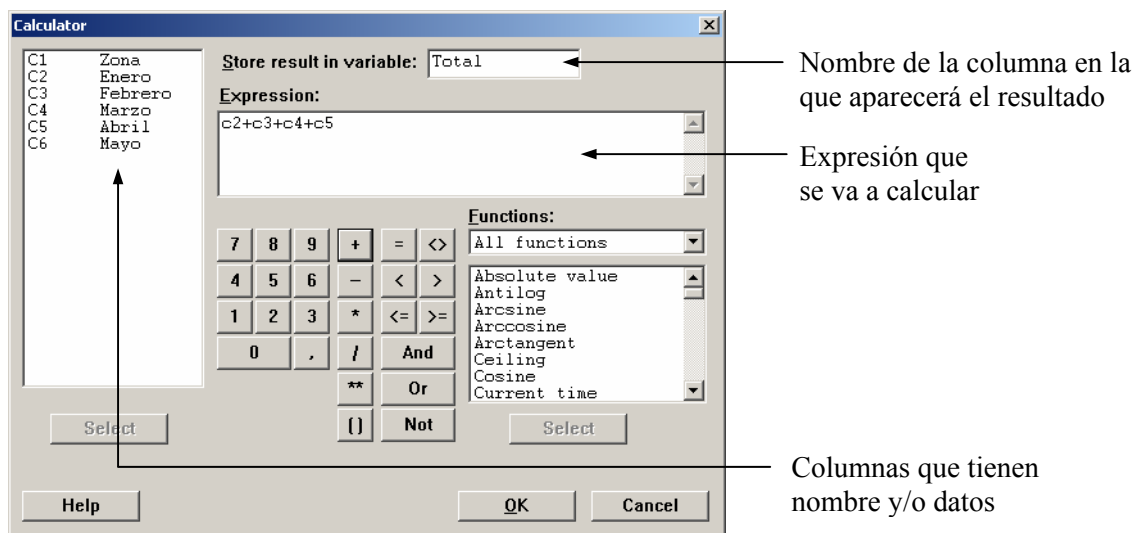 Calculator
C1 Zona
C2 Enero
C3 Febrero
C4 Marzo
C5 Abril
C6 Mayo
Store result in variable: Total
Expression:
c2+c3+c4+c5
Functions:
All functions
Absolute value
Antilog
Arcsine
Arccosine
Arctangent
Ceiling
Cosine
Current time
7 8 9 + = <>
4 5 6 - < >
1 2 3 * <= >=
0 , / And
** Or
() Not
Select
Select
Help
OK
Cancel
Nombre de la columna en la
que aparecerá el resultado
Expresión que
se va a calcular
Columnas que tienen
nombre y/o datos